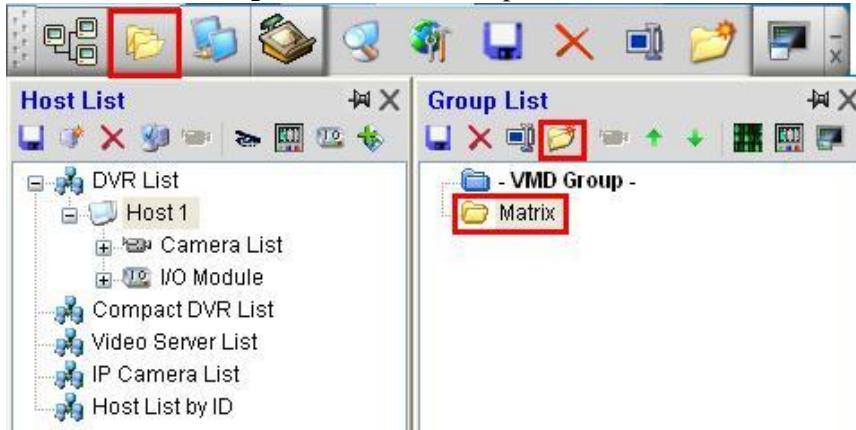 Host List
Group List
DVR List
Host 1
Camera List
I/O Module
Compact DVR List
Video Server List
IP Camera List
Host List by ID
- VMD Group -
Matrix